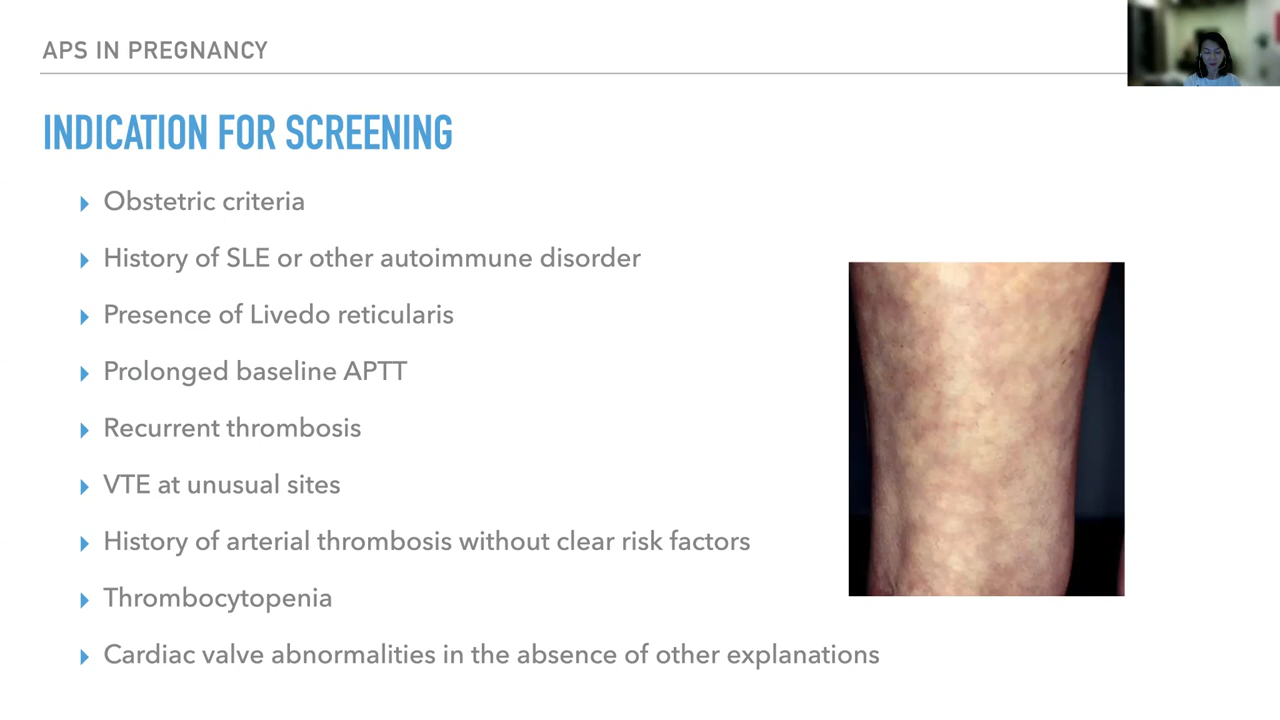 APS IN PREGNANCY
INDICATION FOR SCREENING
Obstetric criteria
History of SLE or other autoimmune disorder
Presence of Livedo reticularis
Prolonged baseline APTT
Recurrent thrombosis
VTE at unusual sites
History of arterial thrombosis without clear risk factors
Thrombocytopenia
Cardiac valve abnormalities in the absence of other explanations